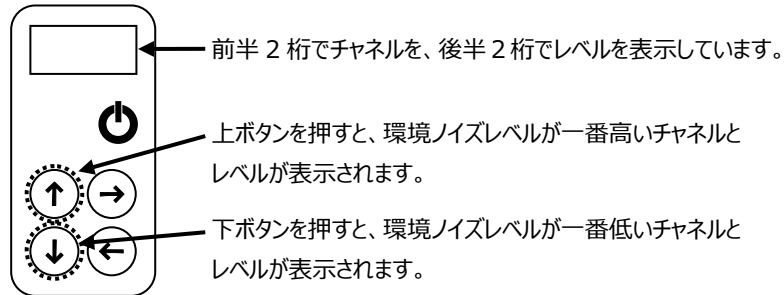 前半 2 桁でチャネルを、後半 2 桁でレベルを表示しています。
上ボタンを押すと、環境ノイズレベルが一番高いチャネルと
レベルが表示されます。
下ボタンを押すと、環境ノイズレベルが一番低いチャネルと
レベルが表示されます。